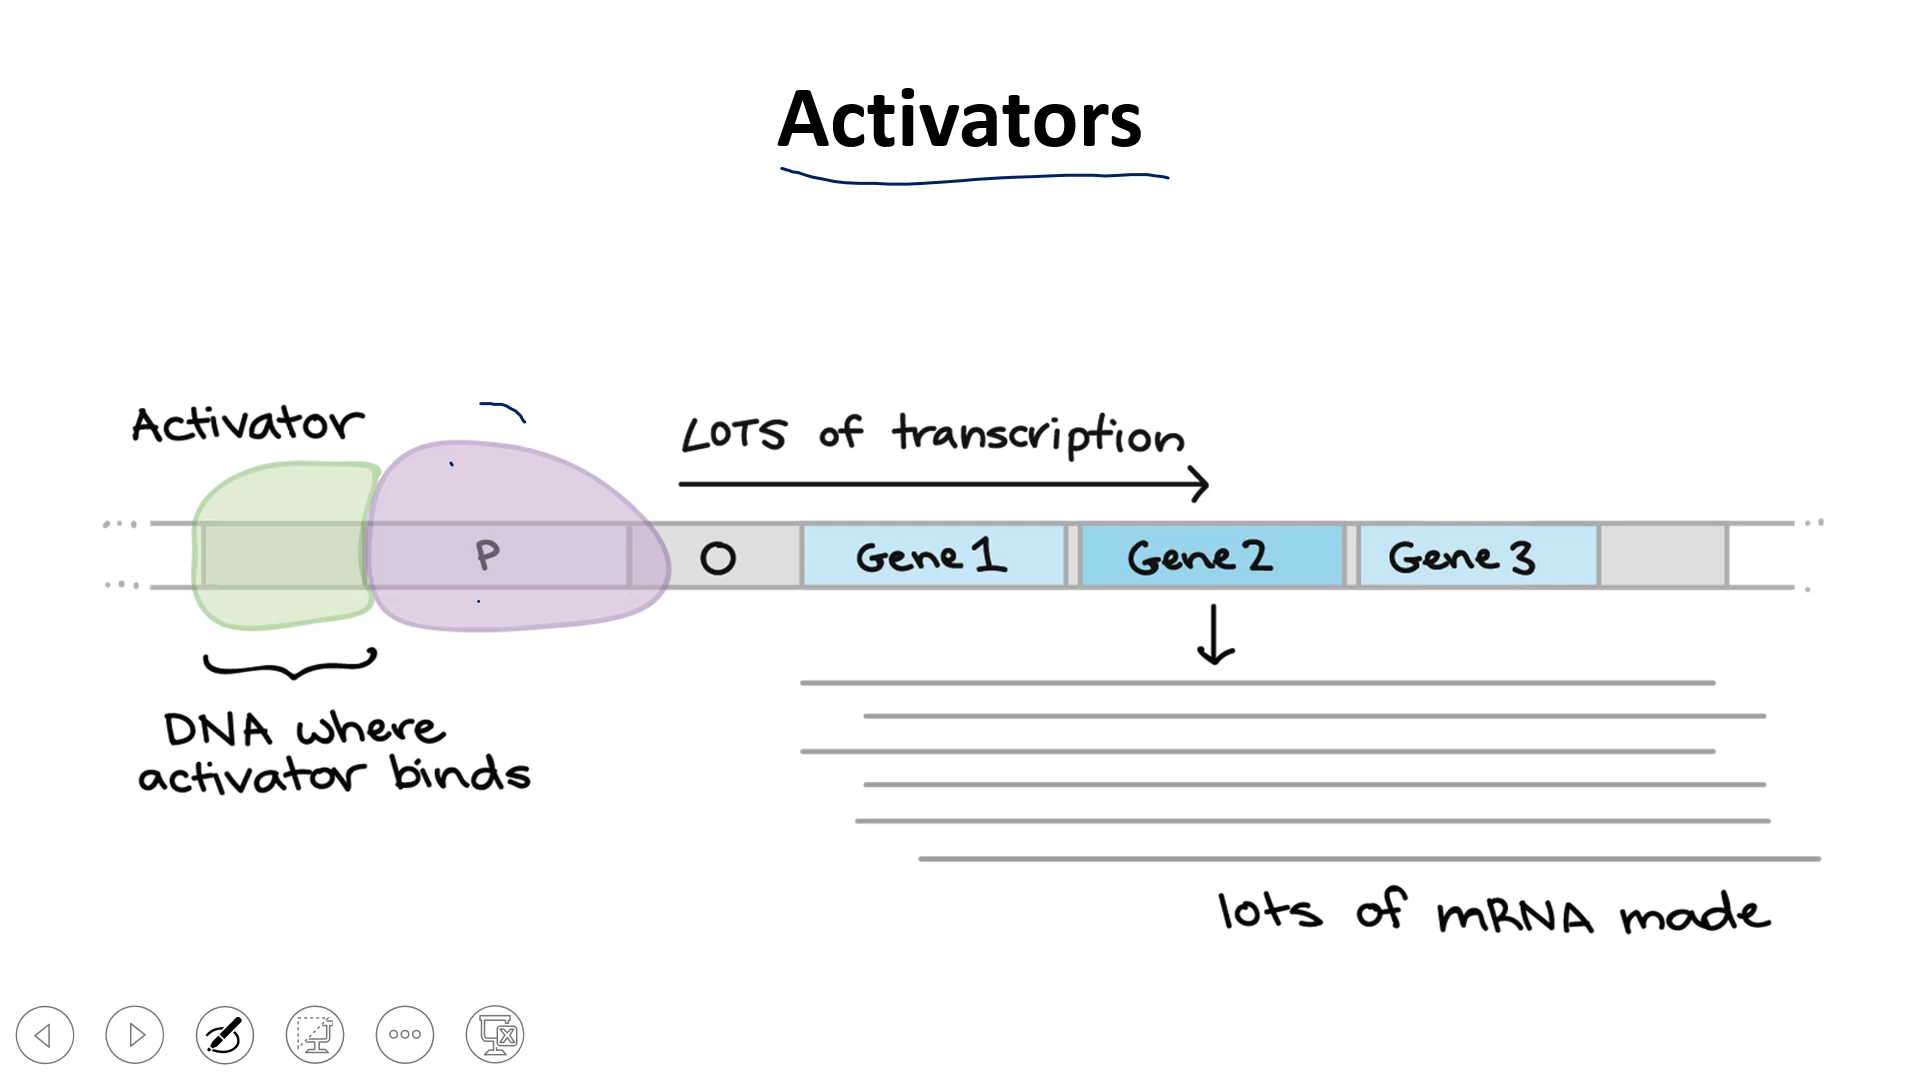 Activators
Activator
LOTS of transcription
P
O
Gene 1
Gene 2
Gene 3
DNA where
activator binds
lots of mRNA made